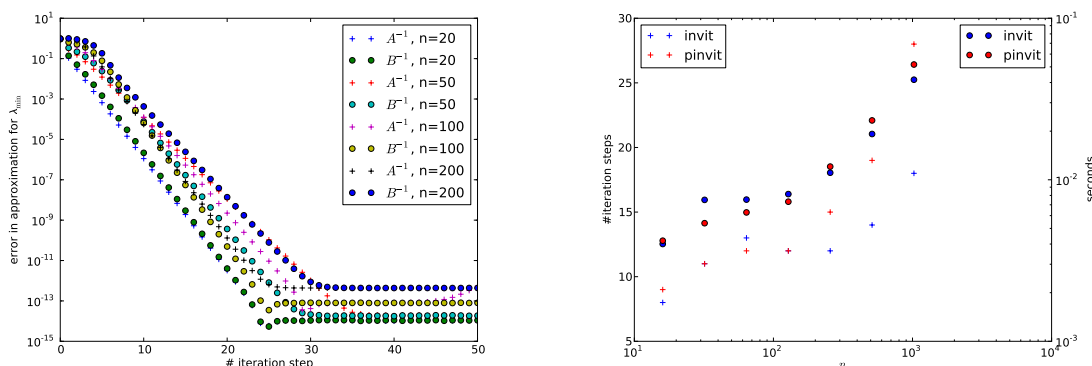 10^1
10^-1
10^-3
10^-5
10^-7
10^-9
10^-11
10^-13
10^-15
error in approximation for λ_min
0 10 20 30 40 50
# iteration step
A^-1, n=20
B^-1, n=20
A^-1, n=50
B^-1, n=50
A^-1, n=100
B^-1, n=100
A^-1, n=200
B^-1, n=200
30
25
20
15
10
5
#iteration steps
invit
pinvit
invit
pinvit
10^1 10^2 10^3 10^4
n
10^-1
10^-2
10^-3
seconds